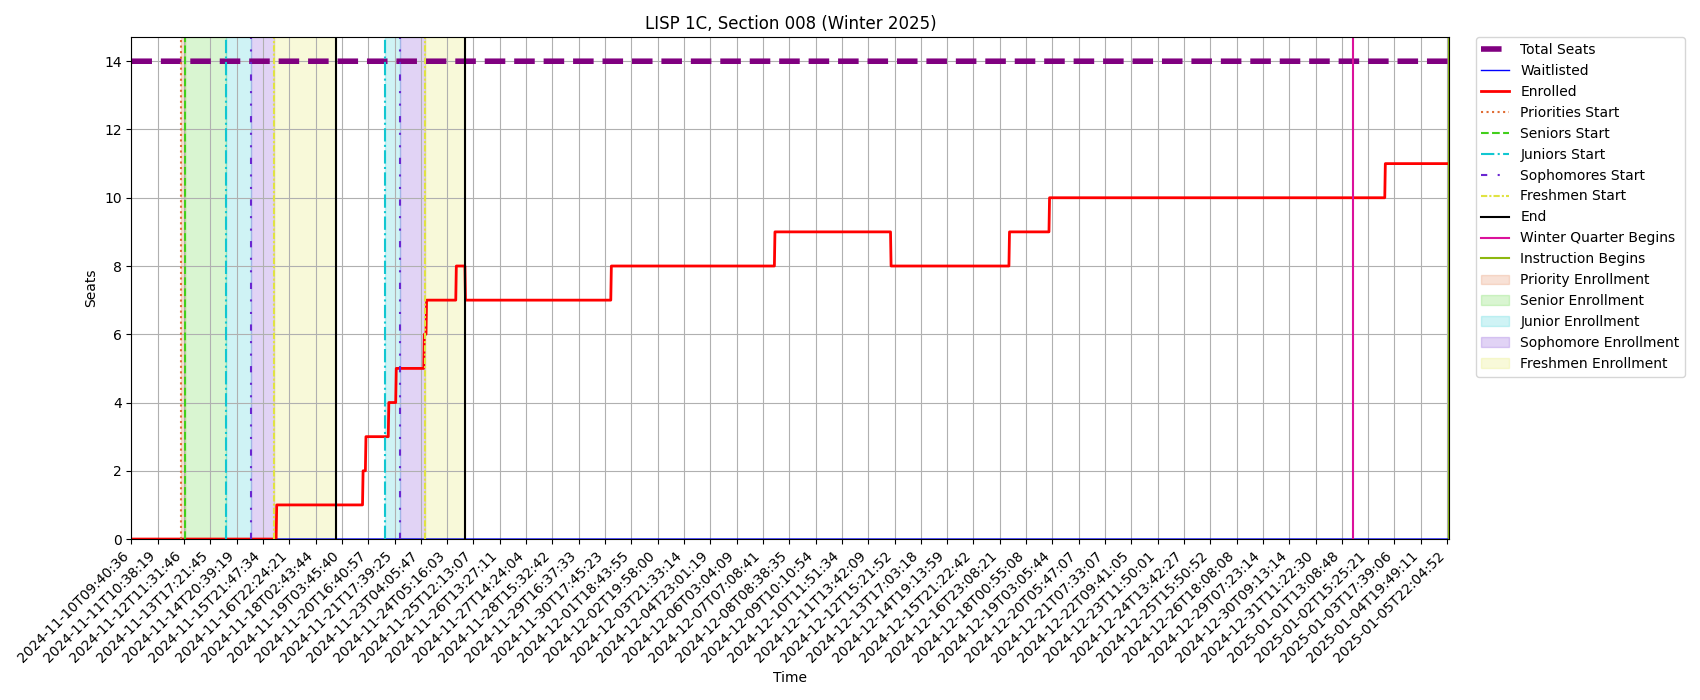 LISP 1C, Section 008 (Winter 2025)
Seats
14
12
10
8
6
4
2
0
2024-11-10T09:40:36
2024-11-11T10:38:19
2024-11-12T11:31:46
2024-11-13T17:21:45
2024-11-14T20:39:19
2024-11-15T21:47:34
2024-11-16T22:24:21
2024-11-18T02:43:44
2024-11-19T03:45:40
2024-11-20T16:40:57
2024-11-21T17:39:25
2024-11-23T04:05:47
2024-11-24T05:16:03
2024-11-25T12:13:07
2024-11-26T13:27:11
2024-11-27T14:24:04
2024-11-28T15:32:42
2024-11-29T16:37:33
2024-11-30T17:45:23
2024-12-01T18:43:55
2024-12-02T19:58:00
2024-12-03T21:33:14
2024-12-04T23:01:19
2024-12-06T03:04:09
2024-12-07T07:08:41
2024-12-08T08:38:35
2024-12-09T10:10:54
2024-12-10T11:51:34
2024-12-11T13:42:09
2024-12-12T15:21:52
2024-12-13T17:03:18
2024-12-14T19:13:59
2024-12-15T21:22:42
2024-12-16T23:08:21
2024-12-18T00:55:08
2024-12-19T03:05:44
2024-12-20T05:47:07
2024-12-21T07:33:07
2024-12-22T09:41:05
2024-12-23T11:50:01
2024-12-24T13:42:27
2024-12-25T15:50:52
2024-12-26T18:08:08
2024-12-29T07:23:14
2024-12-30T09:13:14
2024-12-31T11:22:30
2025-01-01T13:08:48
2025-01-02T15:25:21
2025-01-03T17:39:06
2025-01-04T19:49:11
2025-01-05T22:04:52
Time
Total Seats
Waitlisted
Enrolled
Priorities Start
Seniors Start
Juniors Start
Sophomores Start
Freshmen Start
End
Winter Quarter Begins
Instruction Begins
Priority Enrollment
Senior Enrollment
Junior Enrollment
Sophomore Enrollment
Freshmen Enrollment